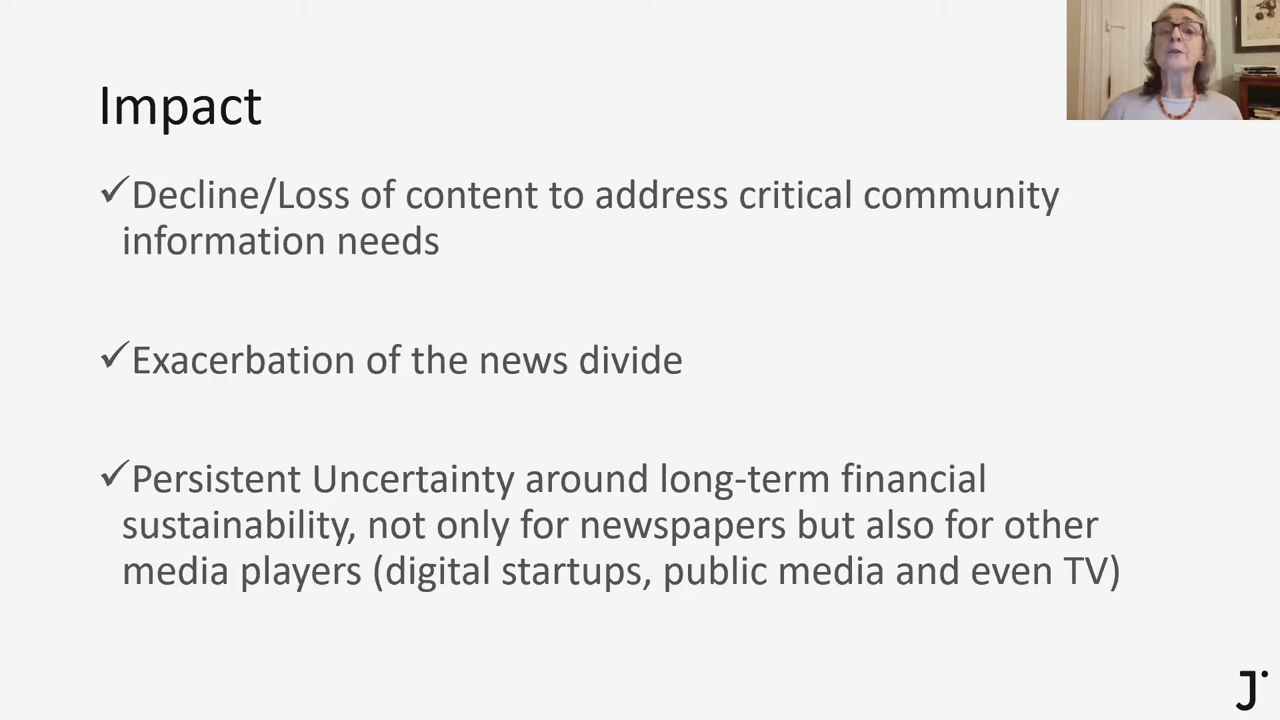 Impact
✓Decline/Loss of content to address critical community
information needs
✓Exacerbation of the news divide
✓Persistent Uncertainty around long-term financial
sustainability, not only for newspapers but also for other
media players (digital startups, public media and even TV)
J